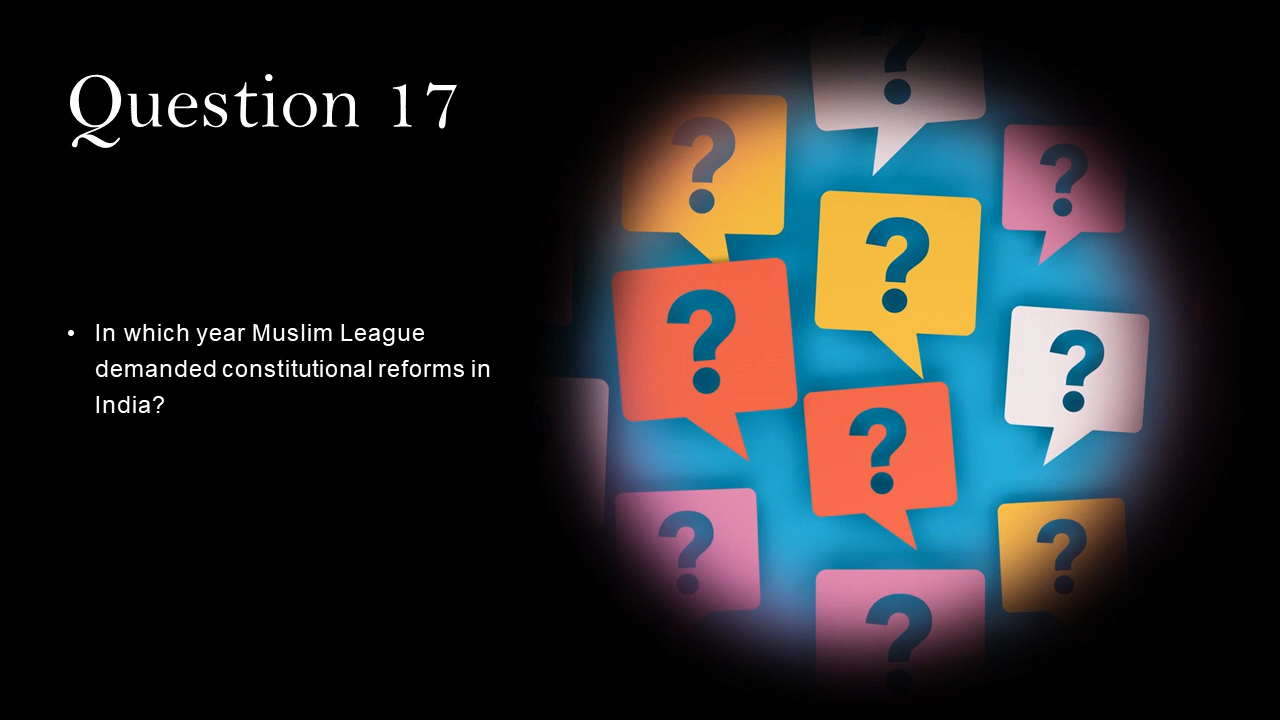 Question 17
• In which year Muslim League
demanded constitutional reforms in
India?
? ? ? ? ? ? ? ? ? ? ?